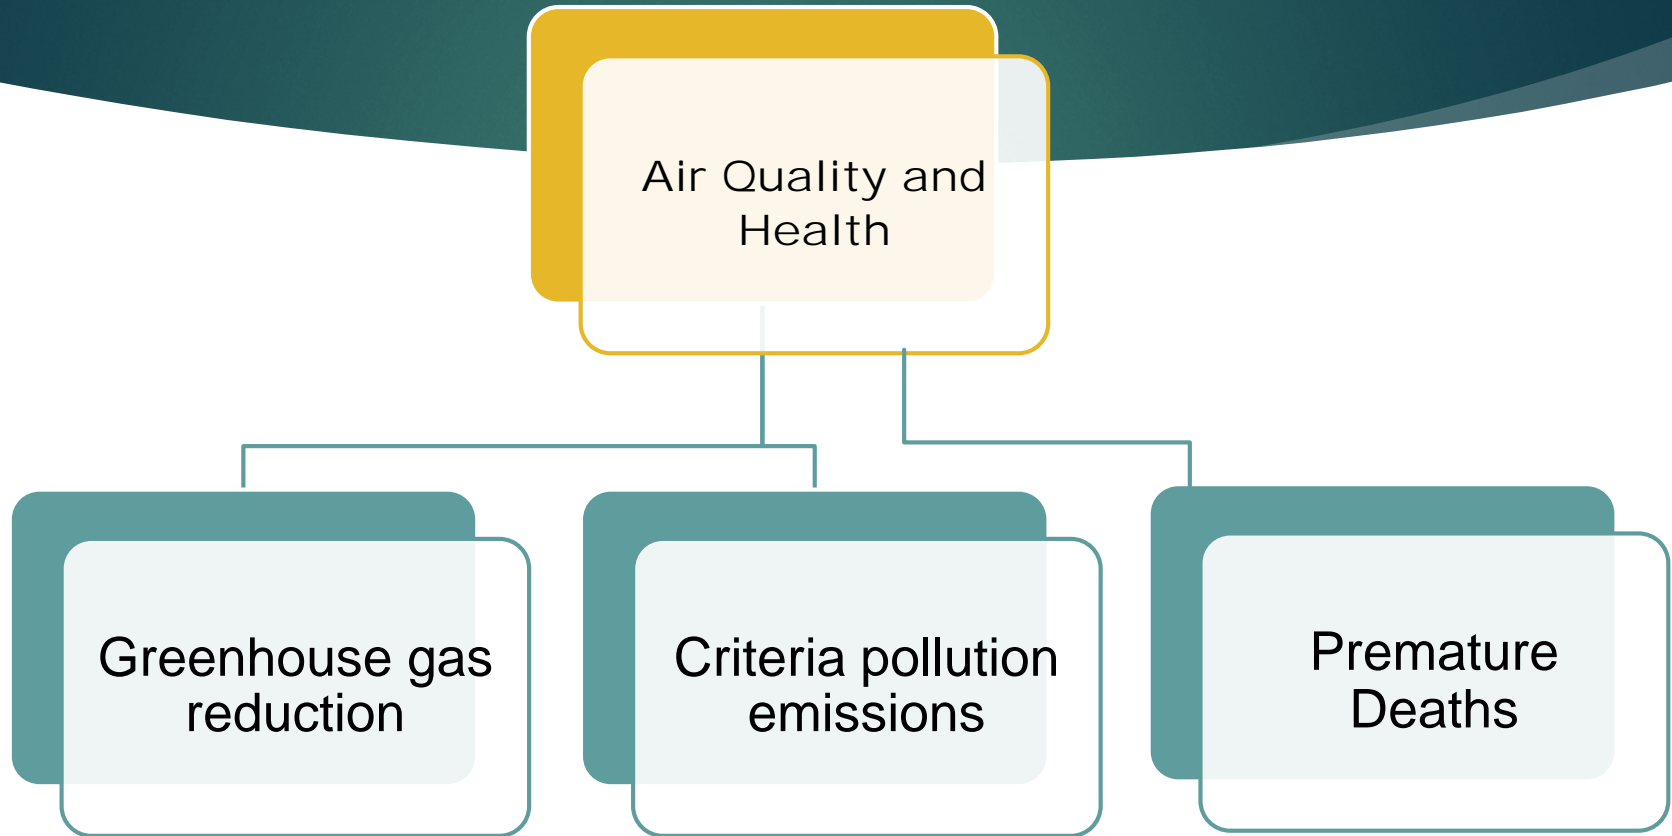 Air Quality and
Health
Greenhouse gas
reduction
Criteria pollution
emissions
Premature
Deaths